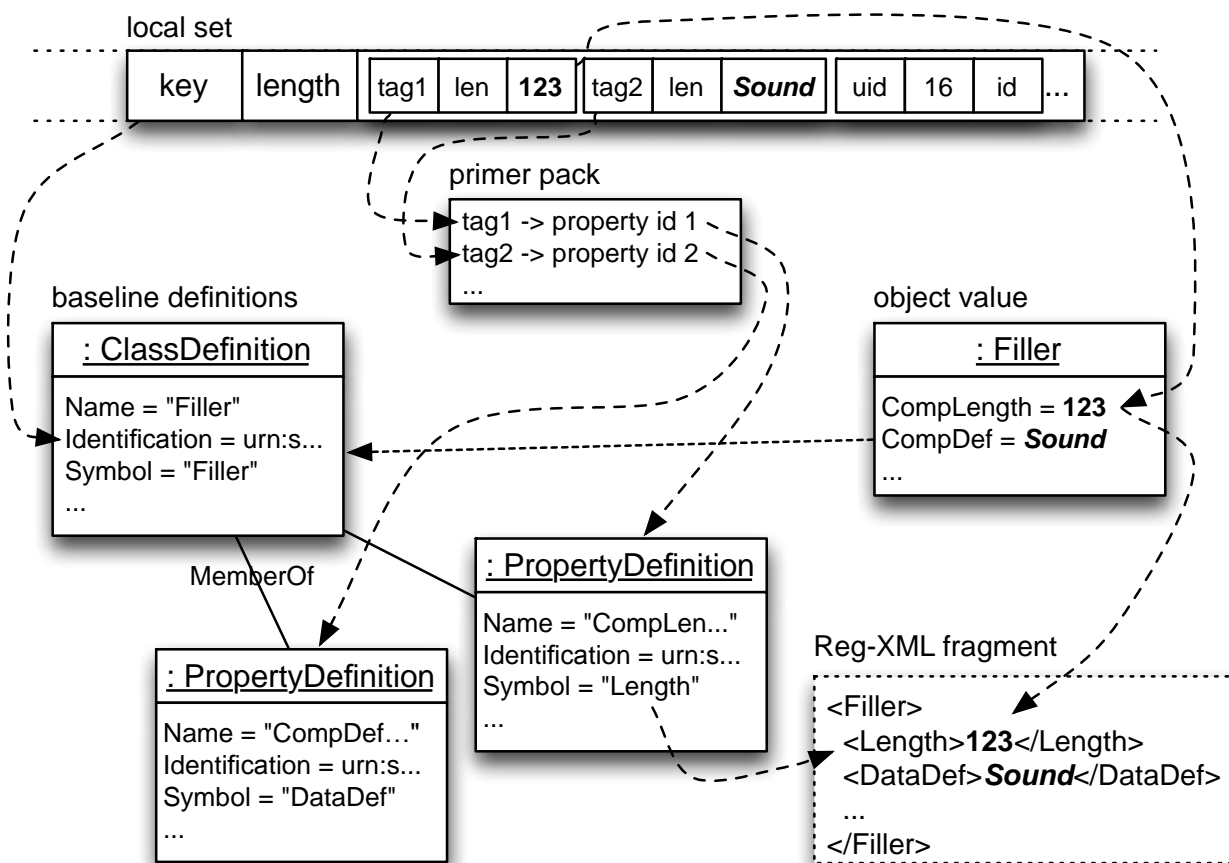 local set
key length tag1 len 123 tag2 len Sound uid 16 id ...
primer pack
tag1 -> property id 1
tag2 -> property id 2
...
baseline definitions
: ClassDefinition
Name = "Filler"
Identification = urn:s...
Symbol = "Filler"
...
object value
: Filler
CompLength = 123
CompDef = Sound
...
MemberOf
: PropertyDefinition
Name = "CompLen..."
Identification = urn:s...
Symbol = "Length"
...
: PropertyDefinition
Name = "CompDef…"
Identification = urn:s...
Symbol = "DataDef"
...
Reg-XML fragment
<Filler>
<Length>123</Length>
<DataDef>Sound</DataDef>
...
</Filler>